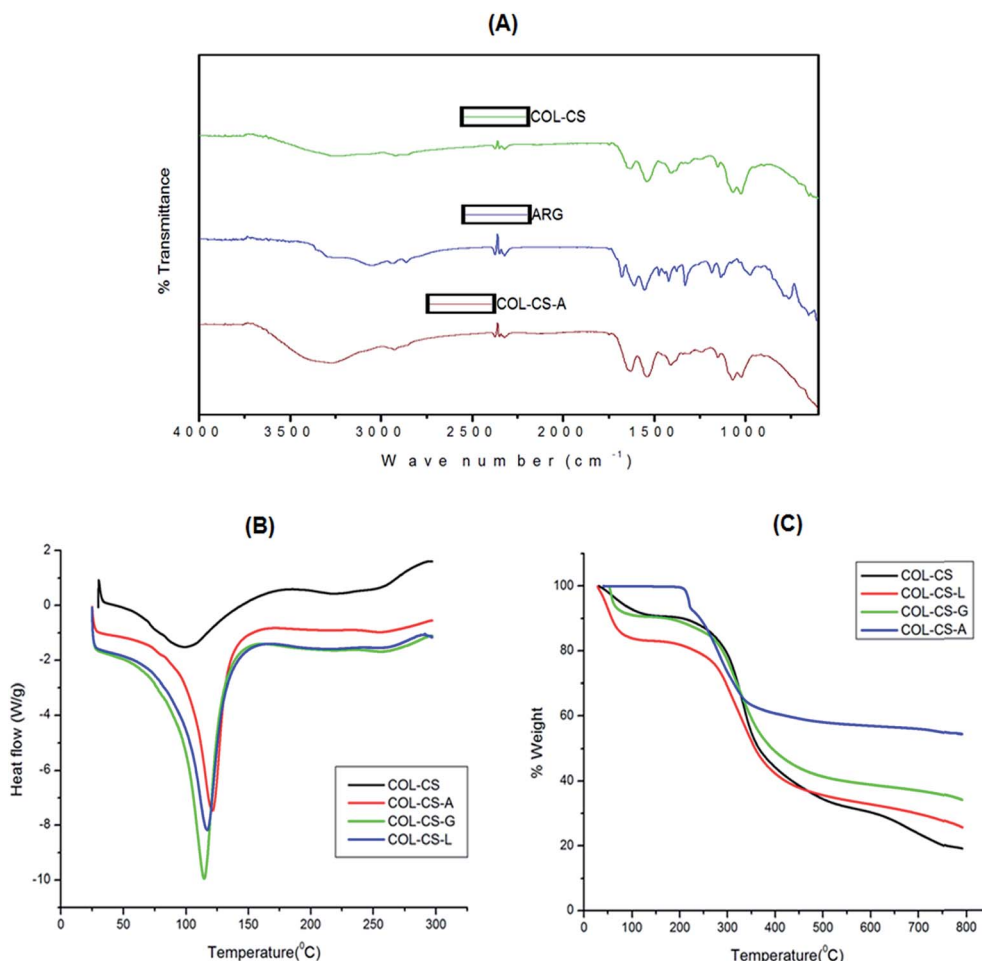 (A)
COL-CS
ARG
COL-CS-A
% Transmittance
4000 3500 3000 2500 2000 1500 1000
Wave number (cm⁻¹)
(B)
2
0
-2
-4
-6
-8
-10
Heat flow (W/g)
COL-CS
COL-CS-A
COL-CS-G
COL-CS-L
0 50 100 150 200 250 300
Temperature(⁰C)
(C)
100
80
60
40
20
0
% Weight
COL-CS
COL-CS-L
COL-CS-G
COL-CS-A
0 100 200 300 400 500 600 700 800
Temperature(⁰C)